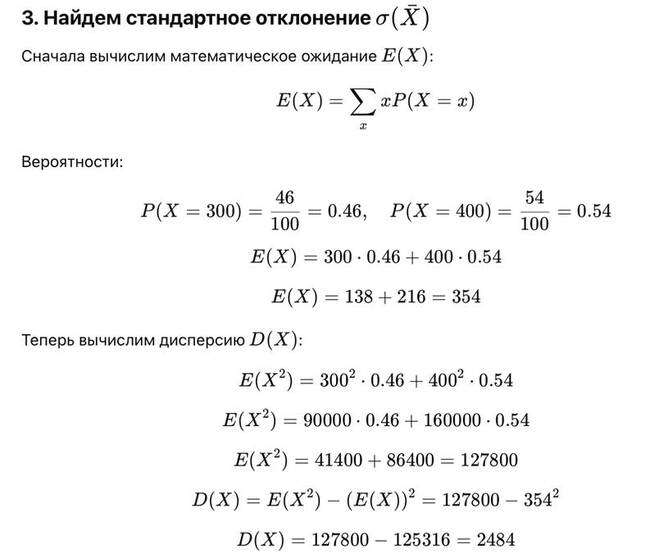 3. Найдем стандартное отклонение σ(X̄)
Сначала вычислим математическое ожидание E(X):
E(X) = ∑ₓ xP(X = x)
Вероятности:
P(X = 300) = 46/100 = 0.46, P(X = 400) = 54/100 = 0.54
E(X) = 300 · 0.46 + 400 · 0.54
E(X) = 138 + 216 = 354
Теперь вычислим дисперсию D(X):
E(X²) = 300² · 0.46 + 400² · 0.54
E(X²) = 90000 · 0.46 + 160000 · 0.54
E(X²) = 41400 + 86400 = 127800
D(X) = E(X²) − (E(X))² = 127800 − 354²
D(X) = 127800 − 125316 = 2484